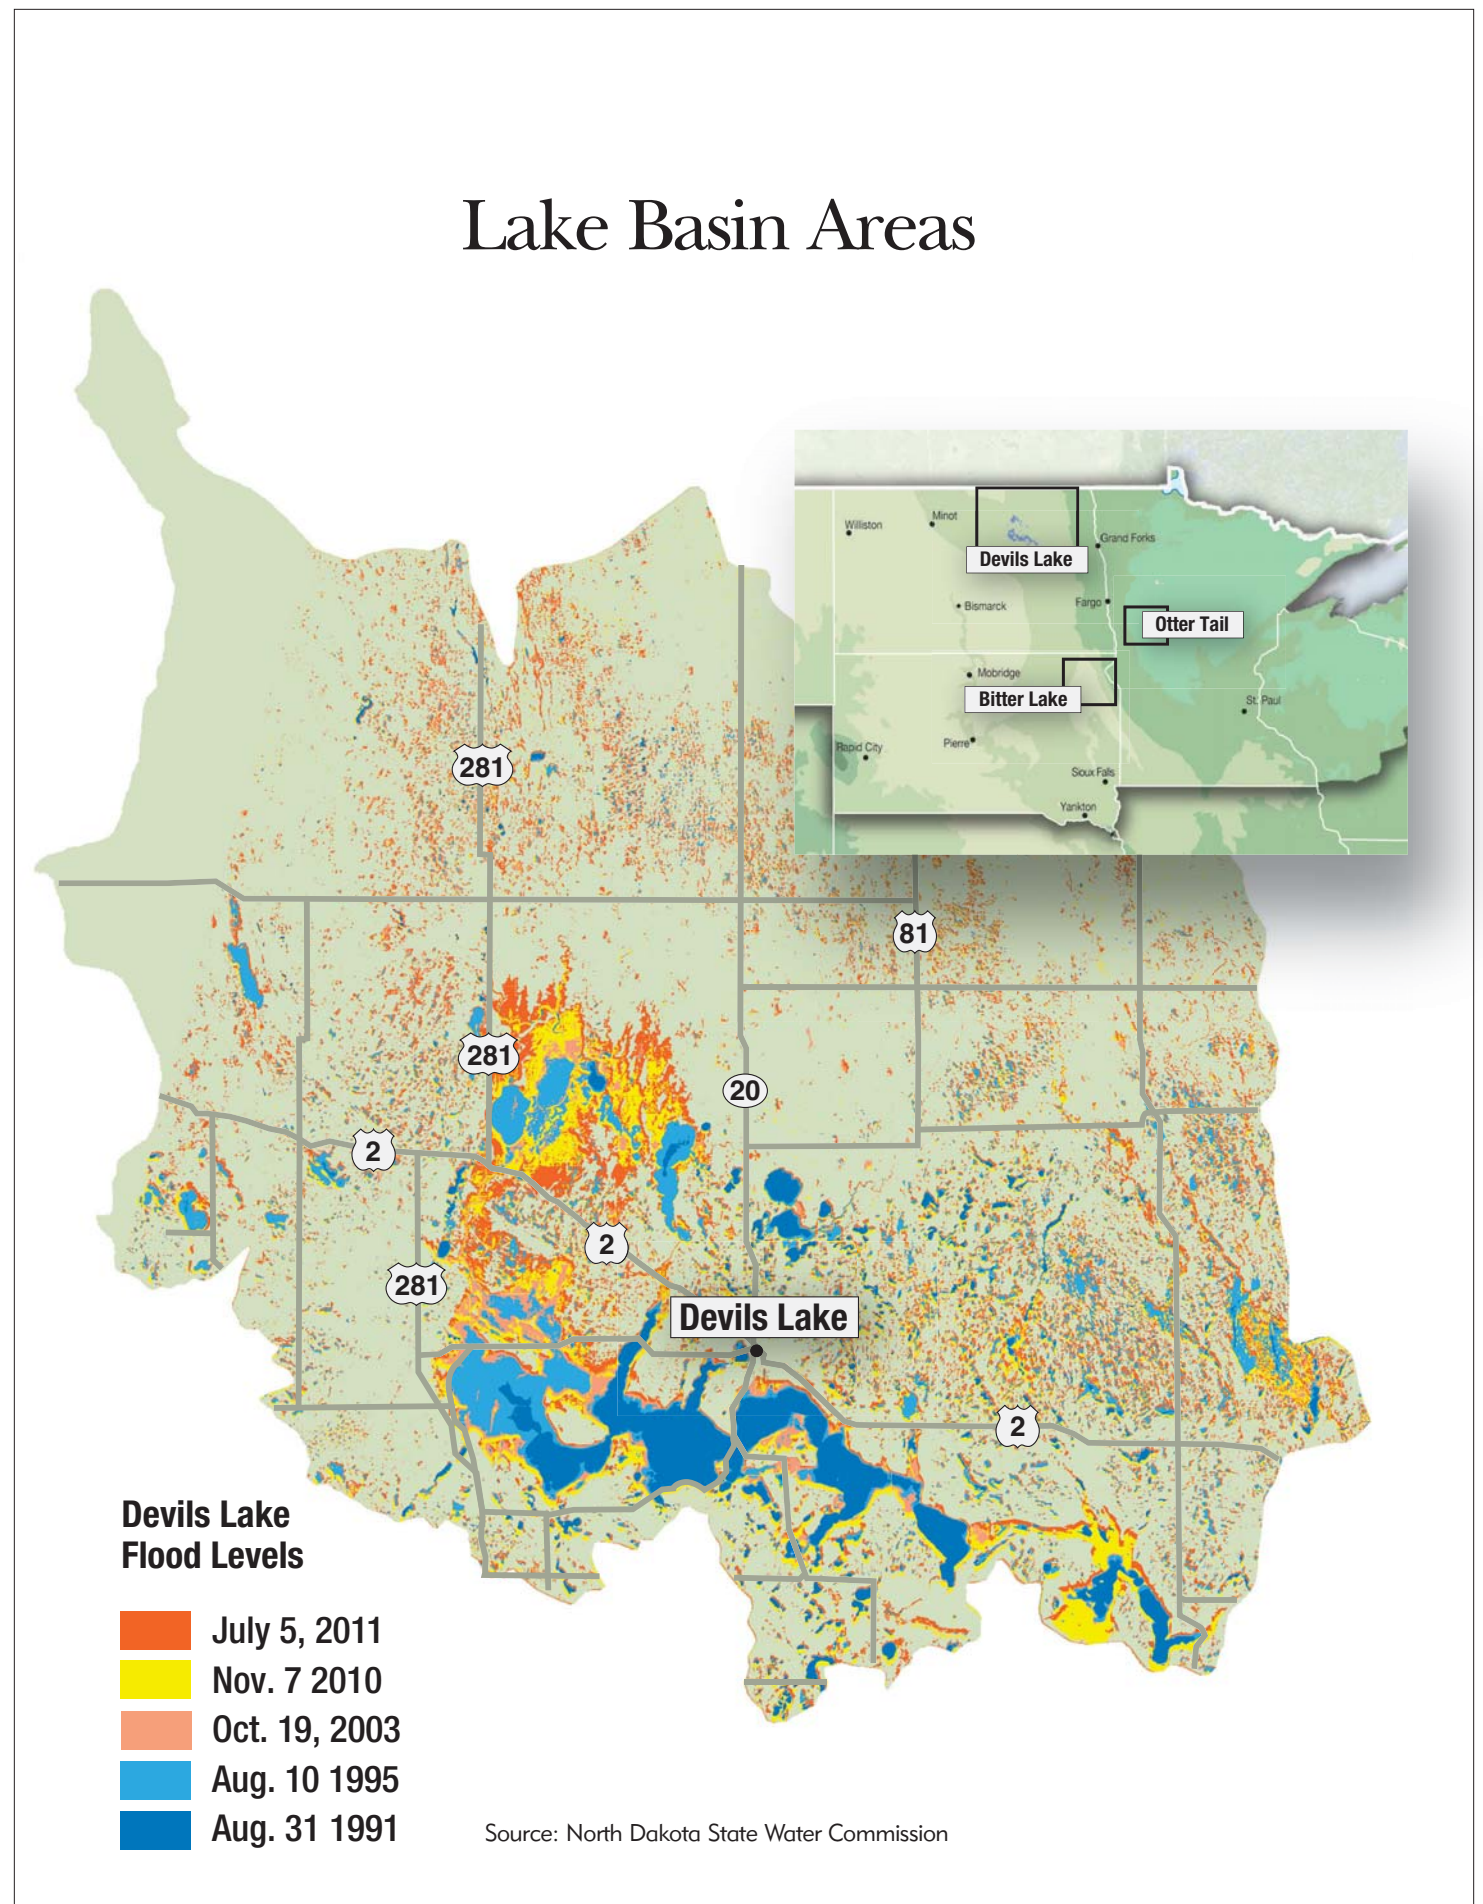 Lake Basin Areas
Williston
Minot
Grand Forks
Devils Lake
Bismarck
Fargo
Otter Tail
Mobridge
Bitter Lake
St. Paul
Pierre
Rapid City
Sioux Falls
Yankton
281
81
281
20
2
2
281
Devils Lake
2
Devils Lake
Flood Levels
July 5, 2011
Nov. 7 2010
Oct. 19, 2003
Aug. 10 1995
Aug. 31 1991
Source: North Dakota State Water Commission